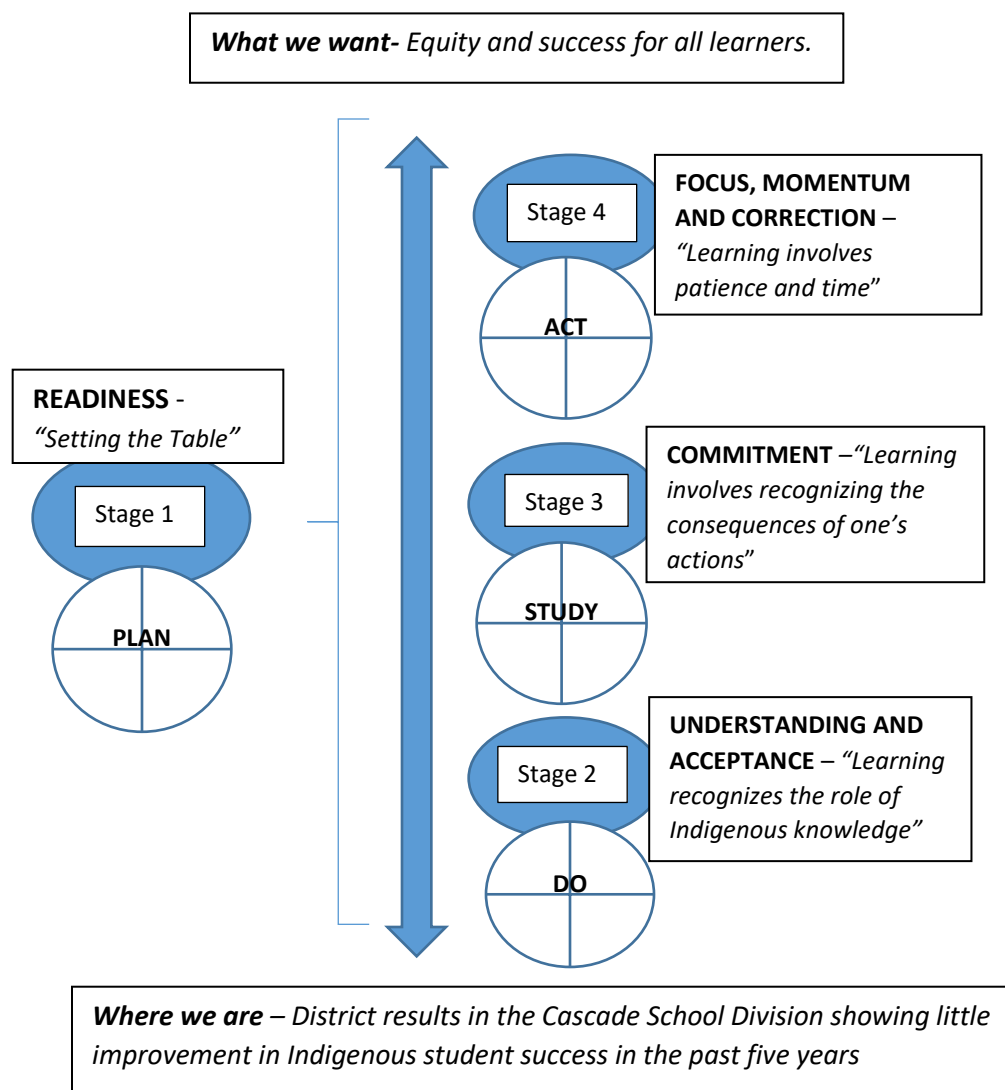 What we want- Equity and success for all learners.
FOCUS, MOMENTUM
AND CORRECTION –
“Learning involves
patience and time”
Stage 4
ACT
READINESS -
“Setting the Table”
Stage 1
PLAN
COMMITMENT –“Learning
involves recognizing the
consequences of one’s
actions”
Stage 3
STUDY
UNDERSTANDING AND
ACCEPTANCE – “Learning
recognizes the role of
Indigenous knowledge”
Stage 2
DO
Where we are – District results in the Cascade School Division showing little
improvement in Indigenous student success in the past five years